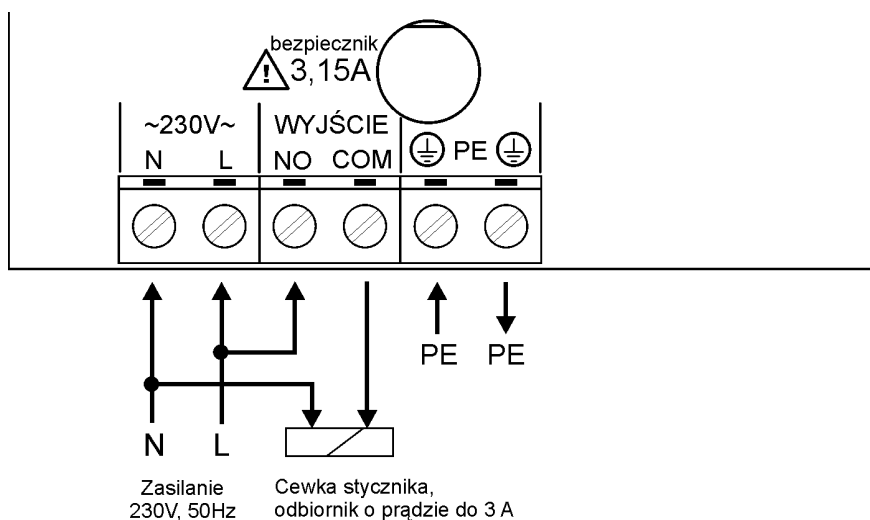 bezpiecznik
3,15A
~230V~ WYJŚCIE
N L NO COM PE
PE PE
N L
Zasilanie
230V, 50Hz
Cewka stycznika,
odbiornik o prądzie do 3 A